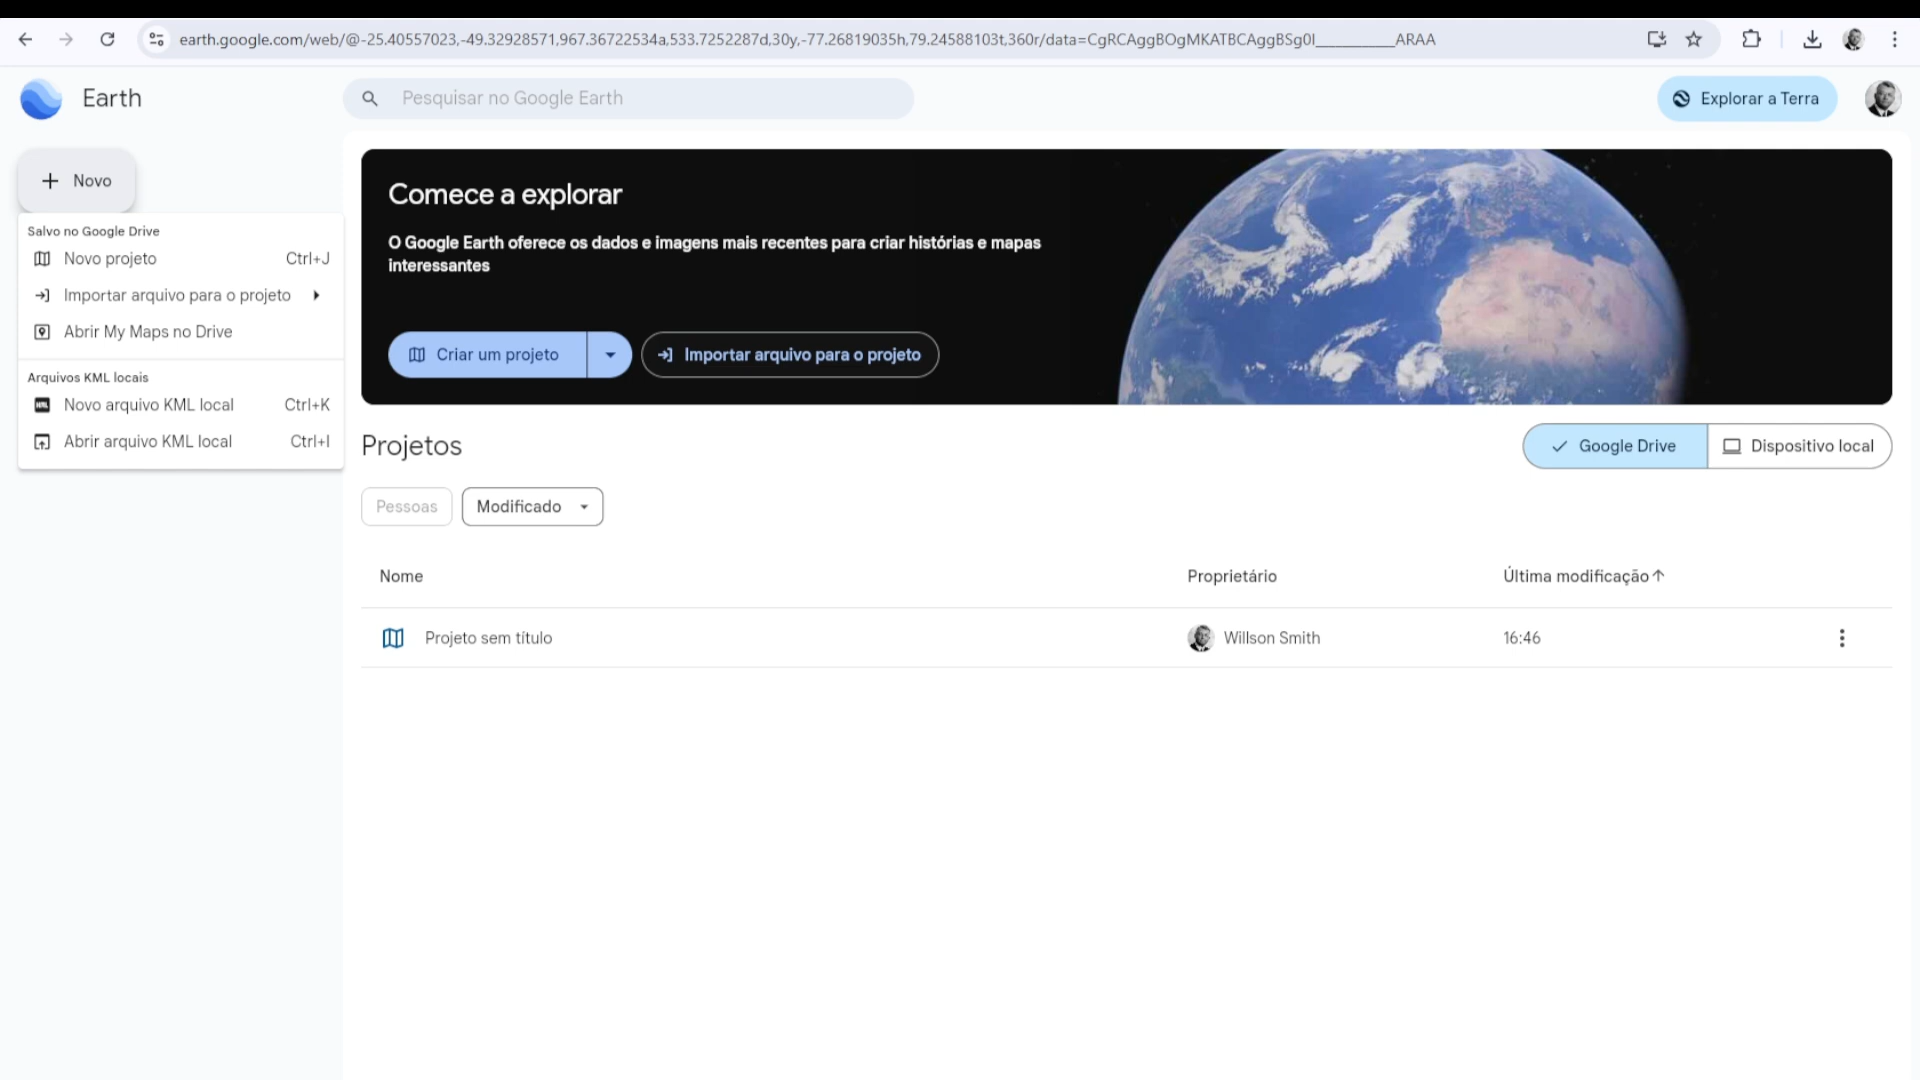 earth.google.com/web/@-25.40557023,-49.32928571,967.36722534a,533.7252287d,30y,-77.26819035h,79.24588103t,360r/data=CgRCAggBOgMKATBCAggBSg0I___________ARAA
Earth
Pesquisar no Google Earth
Explorar a Terra
Novo
Salvo no Google Drive
Novo projeto Ctrl+J
Importar arquivo para o projeto
Abrir My Maps no Drive
Arquivos KML locais
Novo arquivo KML local Ctrl+K
Abrir arquivo KML local Ctrl+I
Comece a explorar
O Google Earth oferece os dados e imagens mais recentes para criar histórias e mapas
interessantes
Criar um projeto
Importar arquivo para o projeto
Projetos
Google Drive
Dispositivo local
Pessoas
Modificado
Nome Proprietário Última modificação
Projeto sem título Willson Smith 16:46